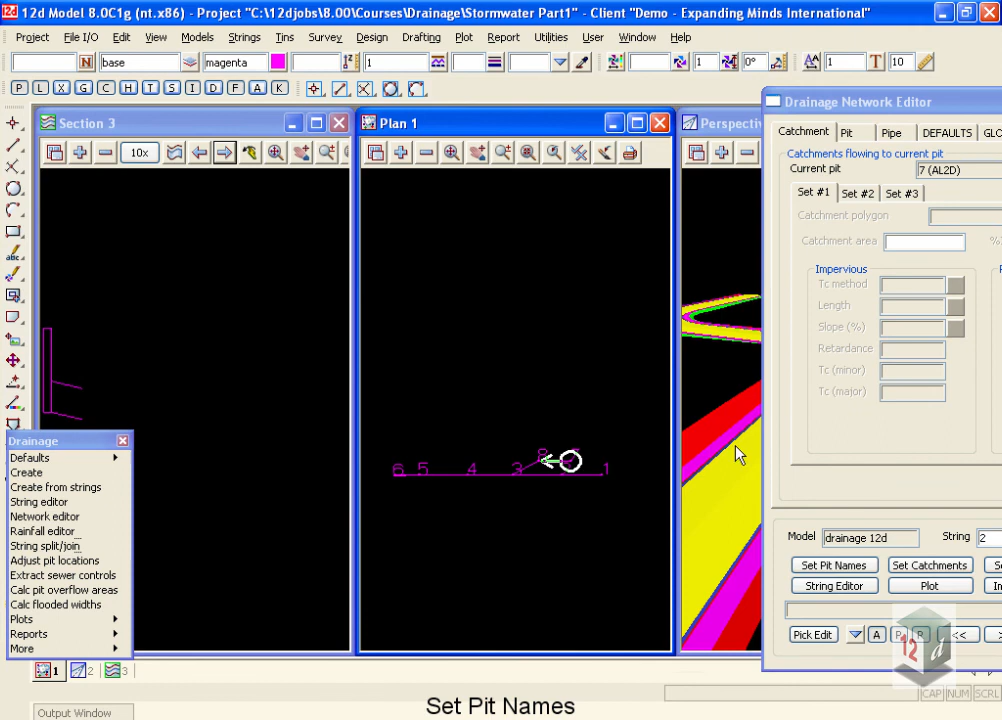 12d Model 8.0C1g (nt.x86) - Project "C:\12djobs\8.00\Courses\Drainage\Stormwater Part1" - Client "Demo - Expanding Minds International"
Project File I/O Edit View Models Strings Tins Survey Design Drafting Plot Report Utilities User Window Help
N base magenta 1 1 0° 1 T 10
P L X G C H T S I D F A K
Section 3
Plan 1
Perspectiv
10x
Drainage Network Editor
Catchment Pit Pipe DEFAULTS GLO
Catchments flowing to current pit
Current pit 7 (AL2D)
Set #1 Set #2 Set #3
Catchment polygon
Catchment area %
Impervious P
Tc method
Length
Slope (%)
Retardance
Tc (minor)
Tc (major)
6 5 4 3 8 1
Drainage
Defaults
Create
Create from strings
String editor
Network editor
Rainfall editor
String split/join
Adjust pit locations
Extract sewer controls
Calc pit overflow areas
Calc flooded widths
Plots
Reports
More
Model drainage 12d String 2
Set Pit Names Set Catchments Se
String Editor Plot In
Pick Edit A P R << >
12 d
1 2 3
CAP NUM SCRL
Set Pit Names
Output Window